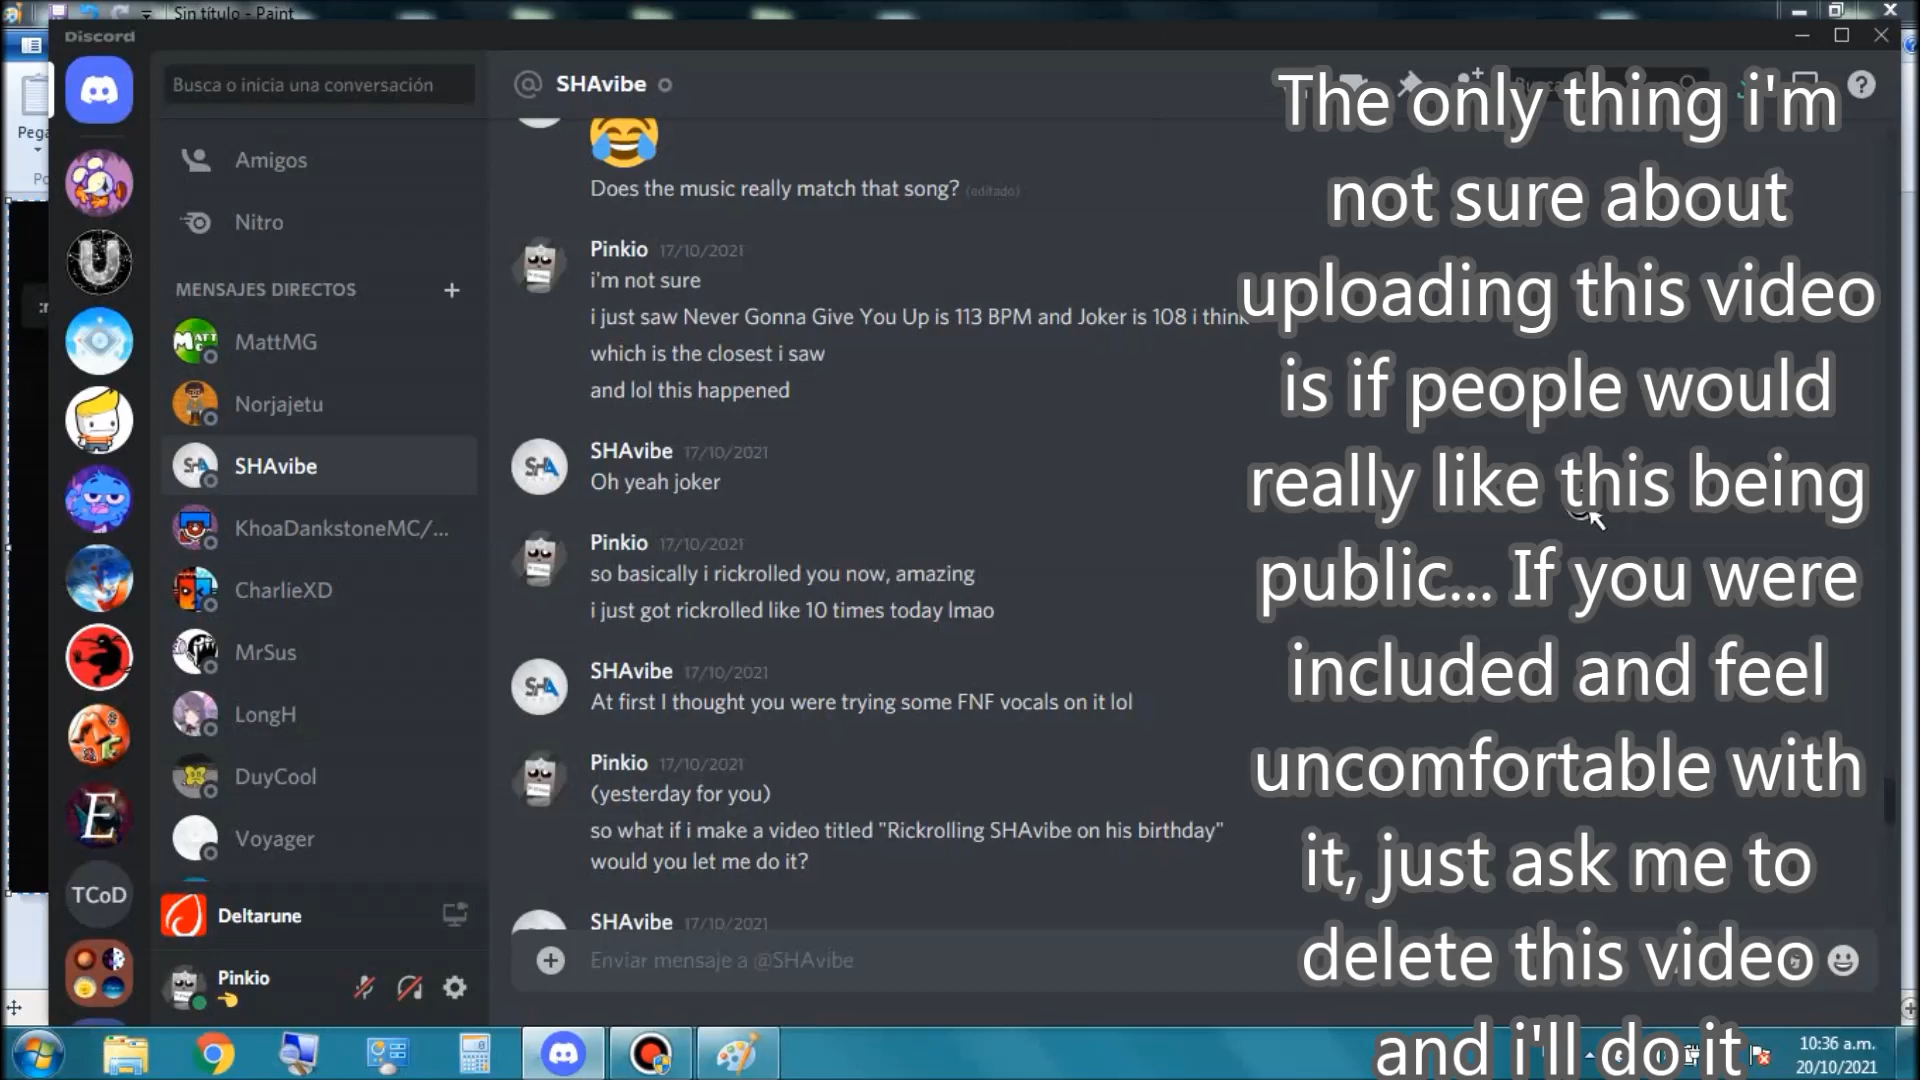 Sin título - Paint
Discord
Pega
Busca o inicia una conversación
Amigos
Nitro
MENSAJES DIRECTOS
MattMG
Norjajetu
SHAvibe
KhoaDankstoneMC/...
CharlieXD
MrSus
LongH
DuyCool
Voyager
TCoD
Deltarune
Pinkio
SHAvibe
Does the music really match that song? (editado)
Pinkio 17/10/2021
i'm not sure
i just saw Never Gonna Give You Up is 113 BPM and Joker is 108 i think
which is the closest i saw
and lol this happened
SHAvibe 17/10/2021
Oh yeah joker
Pinkio 17/10/2021
so basically i rickrolled you now, amazing
i just got rickrolled like 10 times today lmao
SHAvibe 17/10/2021
At first I thought you were trying some FNF vocals on it lol
Pinkio 17/10/2021
(yesterday for you)
so what if i make a video titled "Rickrolling SHAvibe on his birthday"
would you let me do it?
SHAvibe 17/10/2021
Enviar mensaje a @SHAvibe
The only thing i'm
not sure about
uploading this video
is if people would
really like this being
public... If you were
included and feel
uncomfortable with
it, just ask me to
delete this video
and i'll do it
10:36 a.m.
20/10/2021